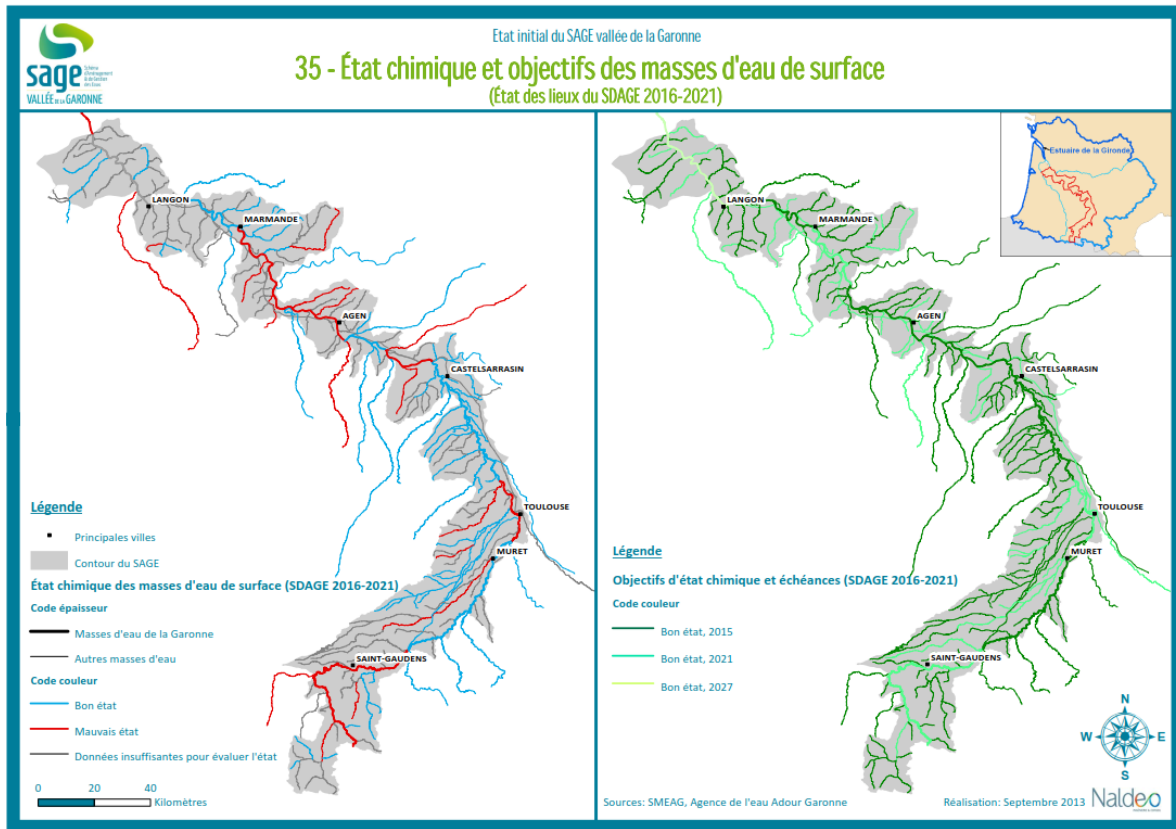 Etat initial du SAGE vallée de la Garonne
35 - État chimique et objectifs des masses d'eau de surface
(État des lieux du SDAGE 2016-2021)
sage
Schéma
d'Aménagement
& de Gestion
des Eaux
VALLÉE DE LA GARONNE
LANGON
MARMANDE
AGEN
CASTELSARRASIN
TOULOUSE
MURET
SAINT-GAUDENS
Légende
Principales villes
Contour du SAGE
État chimique des masses d'eau de surface (SDAGE 2016-2021)
Code épaisseur
Masses d'eau de la Garonne
Autres masses d'eau
Code couleur
Bon état
Mauvais état
Données insuffisantes pour évaluer l'état
0 20 40
Kilomètres
Estuaire de la Gironde
LANGON
MARMANDE
AGEN
CASTELSARRASIN
TOULOUSE
MURET
SAINT-GAUDENS
Légende
Objectifs d'état chimique et échéances (SDAGE 2016-2021)
Code couleur
Bon état, 2015
Bon état, 2021
Bon état, 2027
N
W E
S
Sources: SMEAG, Agence de l'eau Adour Garonne
Réalisation: Septembre 2013
Naldeo